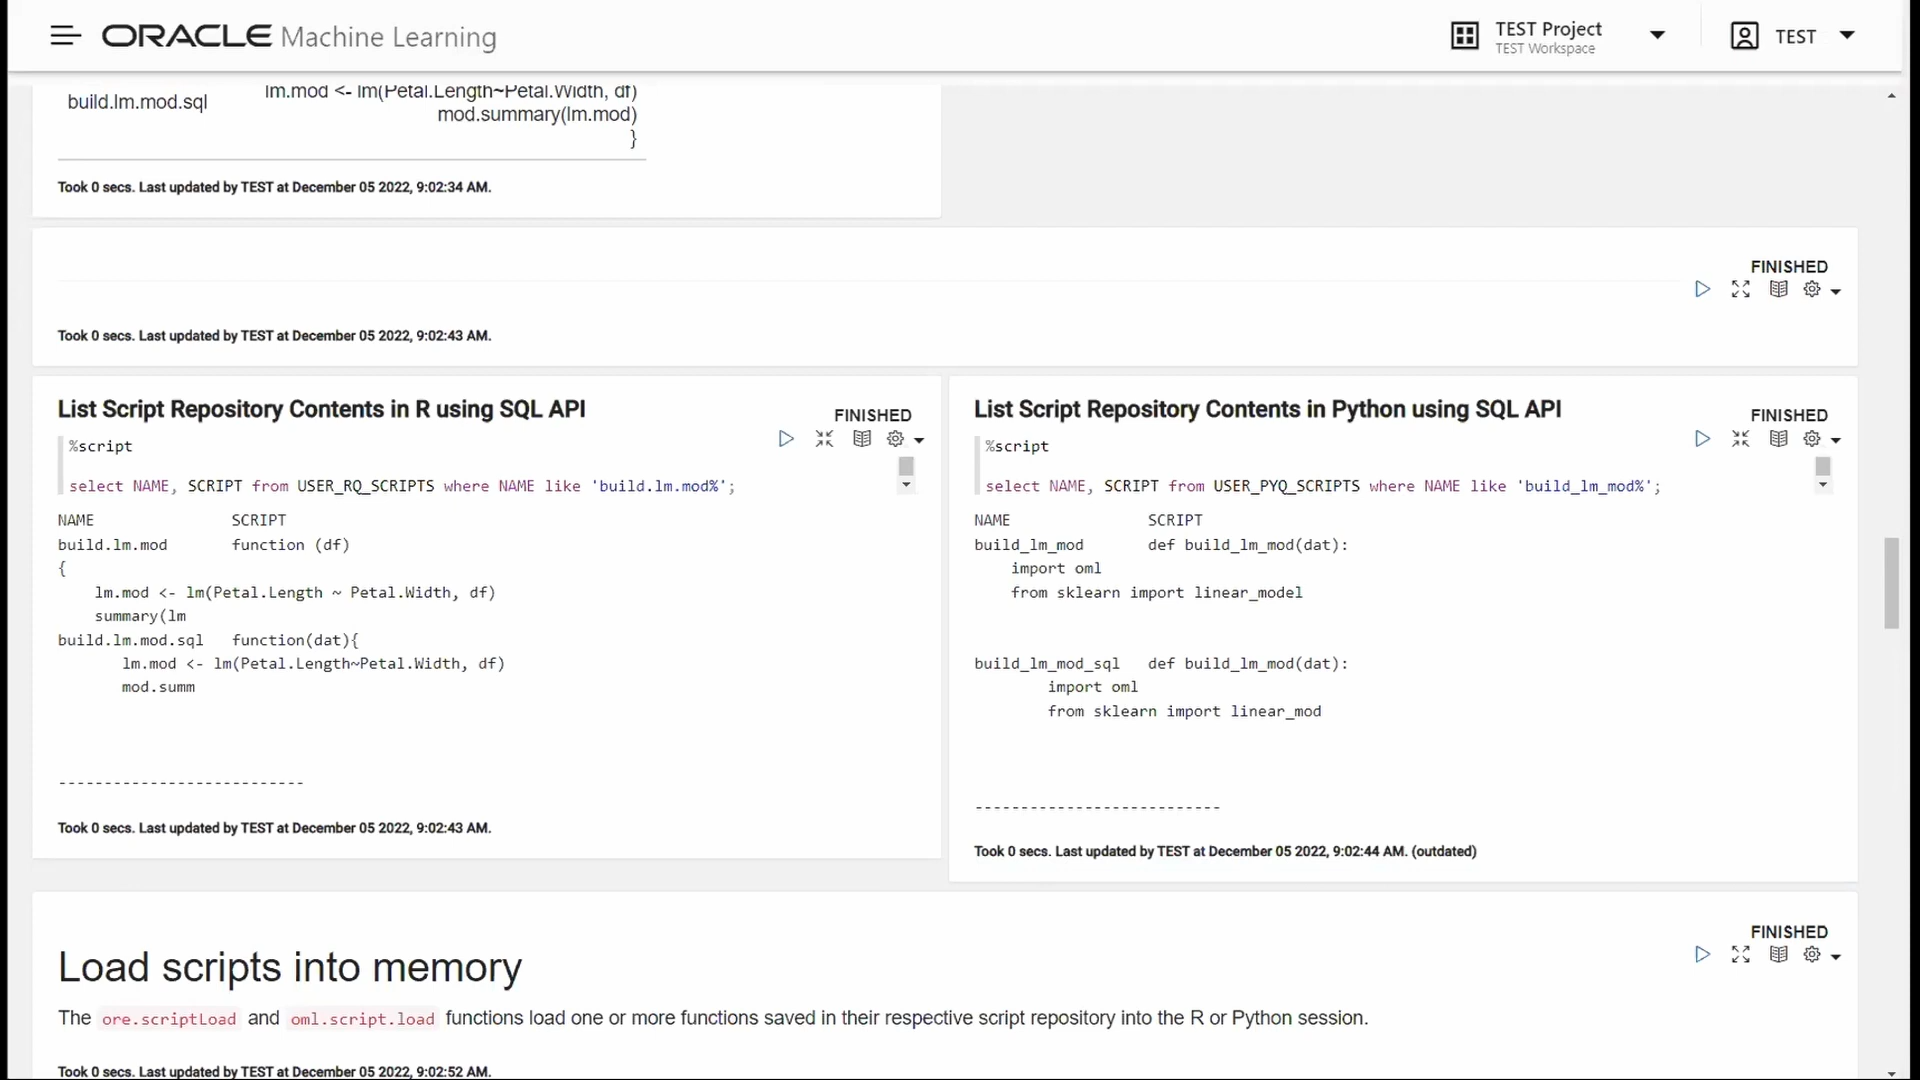 ORACLE Machine Learning
TEST Project
TEST Workspace
TEST
lm.mod <- lm(Petal.Length~Petal.Width, df)
build.lm.mod.sql
mod.summary(lm.mod)
}
Took 0 secs. Last updated by TEST at December 05 2022, 9:02:34 AM.
FINISHED
Took 0 secs. Last updated by TEST at December 05 2022, 9:02:43 AM.
List Script Repository Contents in R using SQL API
FINISHED
%script
select NAME, SCRIPT from USER_RQ_SCRIPTS where NAME like 'build.lm.mod%';
NAME SCRIPT
build.lm.mod function (df)
{
lm.mod <- lm(Petal.Length ~ Petal.Width, df)
summary(lm
build.lm.mod.sql function(dat){
lm.mod <- lm(Petal.Length~Petal.Width, df)
mod.summ
---------------------------
Took 0 secs. Last updated by TEST at December 05 2022, 9:02:43 AM.
List Script Repository Contents in Python using SQL API
FINISHED
%script
select NAME, SCRIPT from USER_PYQ_SCRIPTS where NAME like 'build_lm_mod%';
NAME SCRIPT
build_lm_mod def build_lm_mod(dat):
import oml
from sklearn import linear_model
build_lm_mod_sql def build_lm_mod(dat):
import oml
from sklearn import linear_mod
---------------------------
Took 0 secs. Last updated by TEST at December 05 2022, 9:02:44 AM. (outdated)
FINISHED
Load scripts into memory
The ore.scriptLoad and oml.script.load functions load one or more functions saved in their respective script repository into the R or Python session.
Took 0 secs. Last updated by TEST at December 05 2022, 9:02:52 AM.